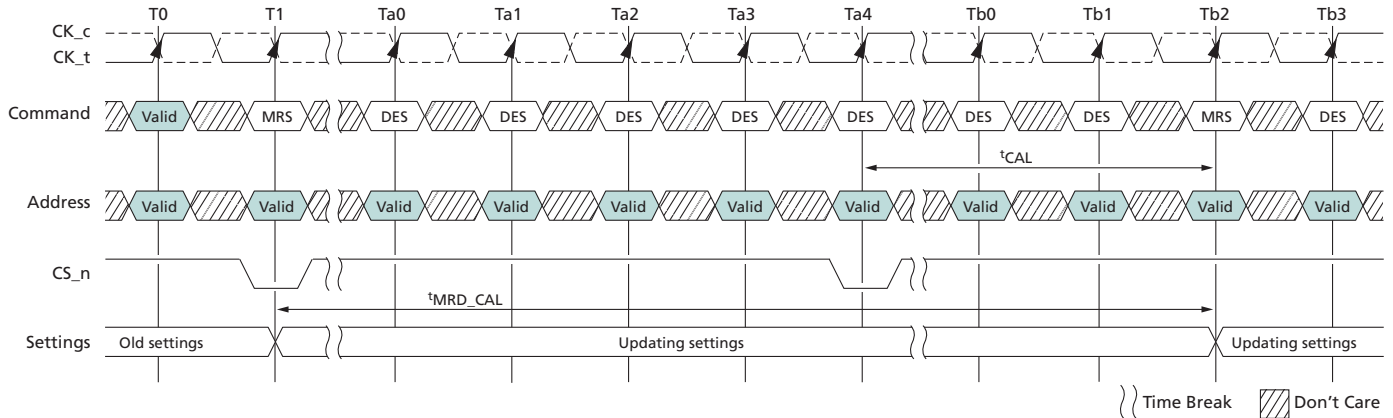 T0 T1 Ta0 Ta1 Ta2 Ta3 Ta4 Tb0 Tb1 Tb2 Tb3
CK_c
CK_t
Command Valid MRS DES DES DES DES DES DES DES MRS DES
tCAL
Address Valid Valid Valid Valid Valid Valid Valid Valid Valid Valid Valid
CS_n
tMRD_CAL
Settings Old settings Updating settings Updating settings
Time Break Don't Care